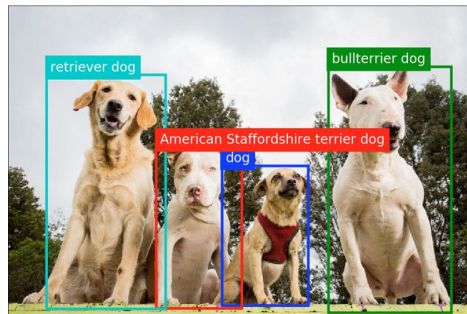 retriever dog
bullterrier dog
American Staffordshire terrier dog
dog